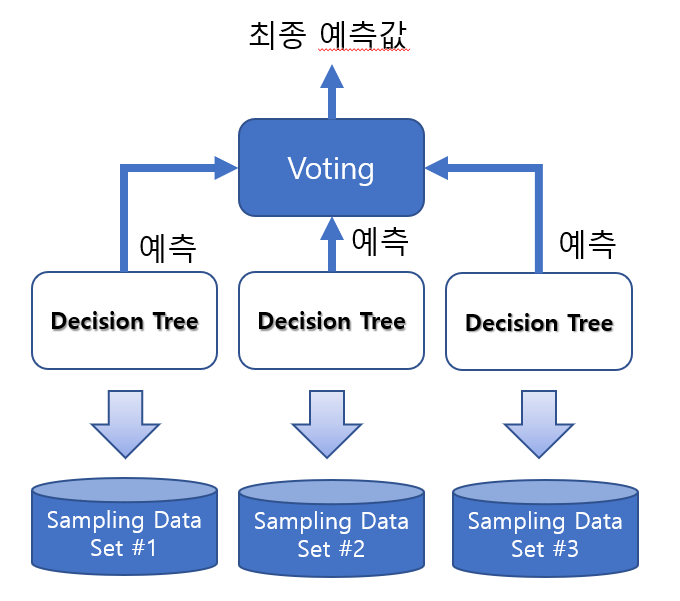 최종 예측값
Voting
예측
예측
예측
Decision Tree
Decision Tree
Decision Tree
Sampling Data
Set #1
Sampling Data
Set #2
Sampling Data
Set #3